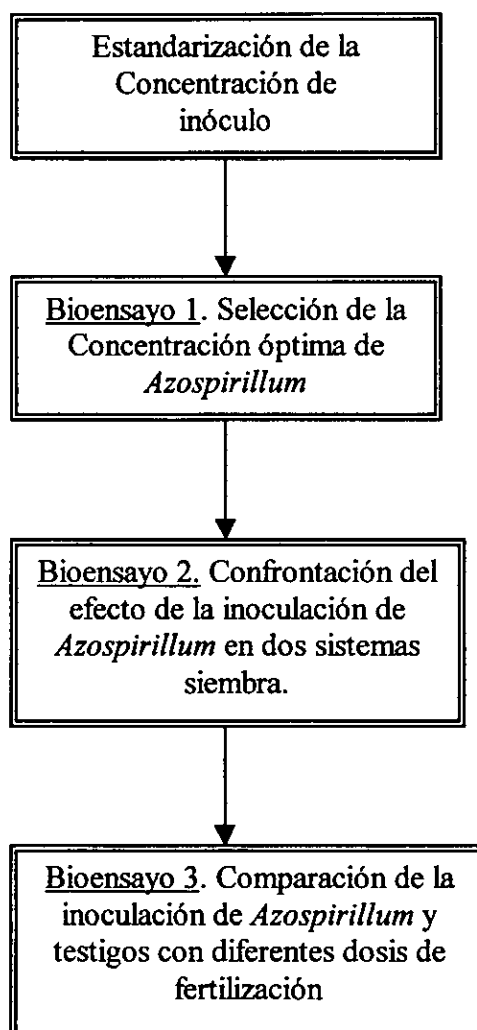 Estandarización de la
Concentración de
inóculo
Bioensayo 1. Selección de la
Concentración óptima de
Azospirillum
Bioensayo 2. Confrontación del
efecto de la inoculación de
Azospirillum en dos sistemas
siembra.
Bioensayo 3. Comparación de la
inoculación de Azospirillum y
testigos con diferentes dosis de
fertilización